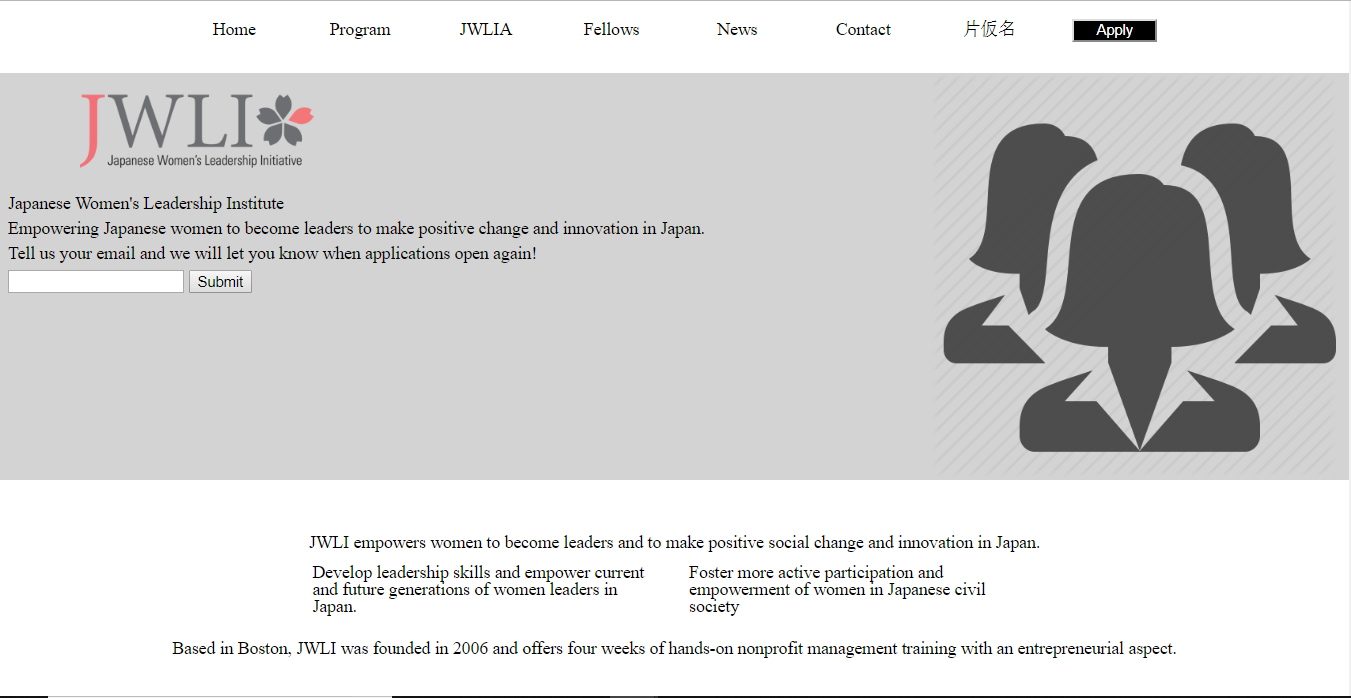 Home Program JWLIA Fellows News Contact 片仮名 Apply
JWLI
Japanese Women's Leadership Initiative
Japanese Women's Leadership Institute
Empowering Japanese women to become leaders to make positive change and innovation in Japan.
Tell us your email and we will let you know when applications open again!
Submit
JWLI empowers women to become leaders and to make positive social change and innovation in Japan.
Develop leadership skills and empower current
and future generations of women leaders in
Japan.
Foster more active participation and
empowerment of women in Japanese civil
society
Based in Boston, JWLI was founded in 2006 and offers four weeks of hands-on nonprofit management training with an entrepreneurial aspect.